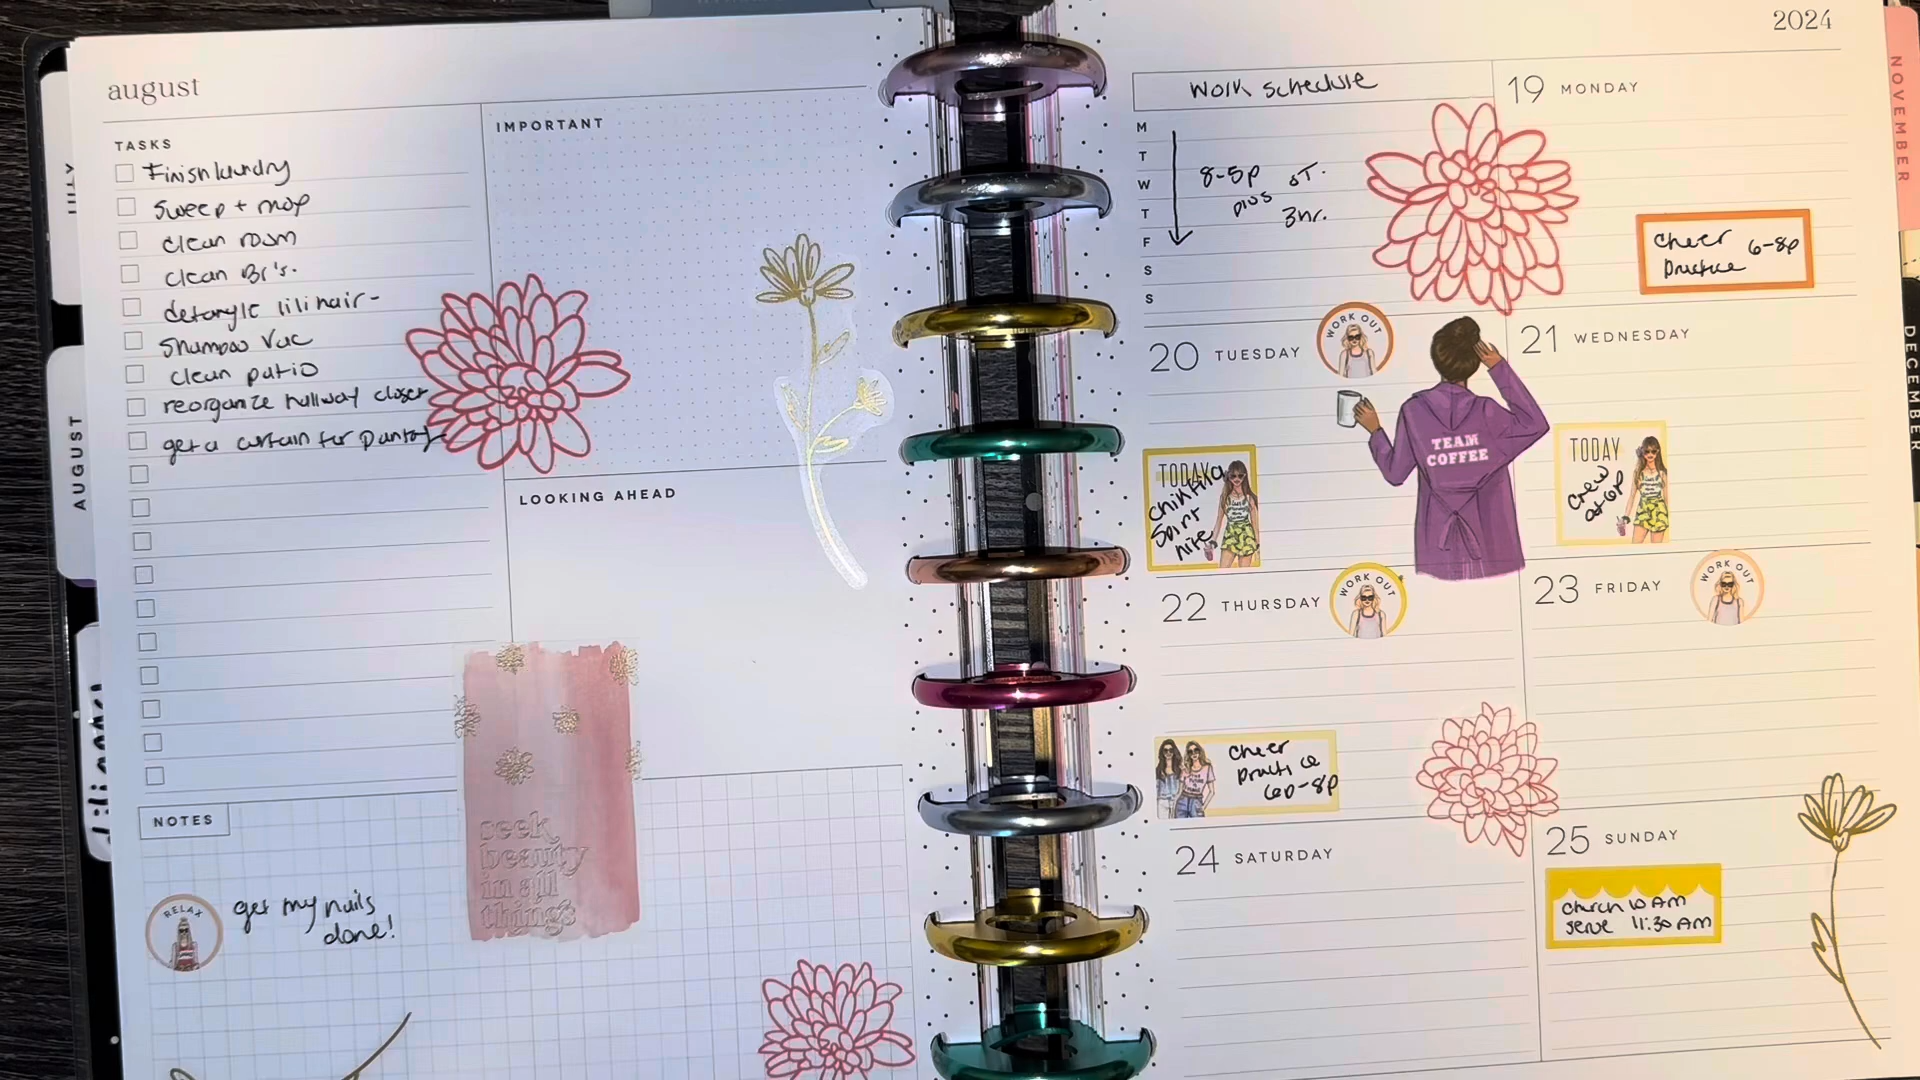 august
TASKS
Finish laundry
Sweep + mop
clean room
clean Br's.
detangle lili hair-
Shampoo Vac
clean patio
reorganize hallway closet
get a curtain for pantry
IMPORTANT
LOOKING AHEAD
seek
beauty
in all
things
NOTES
RELAX
get my nails
done!
JULY
AUGUST
2024
Work schedule
M
T
W
T
F
S
S
8-5p OT.
plus 3hr.
19 MONDAY
cheer 6-8p
practice
20 TUESDAY
WORK OUT
TODAY
Spirt
nite
TEAM
COFFEE
21 WEDNESDAY
TODAY
crew
at 6P
22 THURSDAY
WORK OUT
cheer
practice
6p-8p
23 FRIDAY
WORK OUT
24 SATURDAY
25 SUNDAY
church 10 AM
serve 11:30 AM
NOVEMBER
DECEMBER